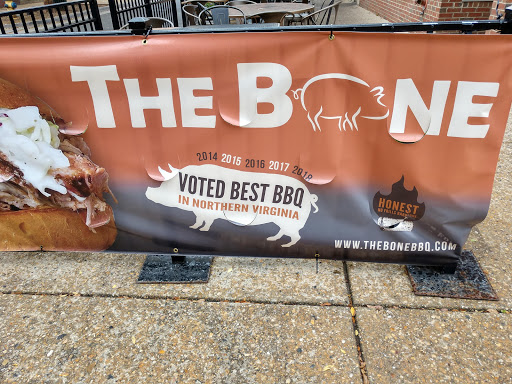 THE BONE
2014 2015 2016 2017 2018
VOTED BEST BBQ
IN NORTHERN VIRGINIA
HONEST
WWW.THEBONEBBQ.COM